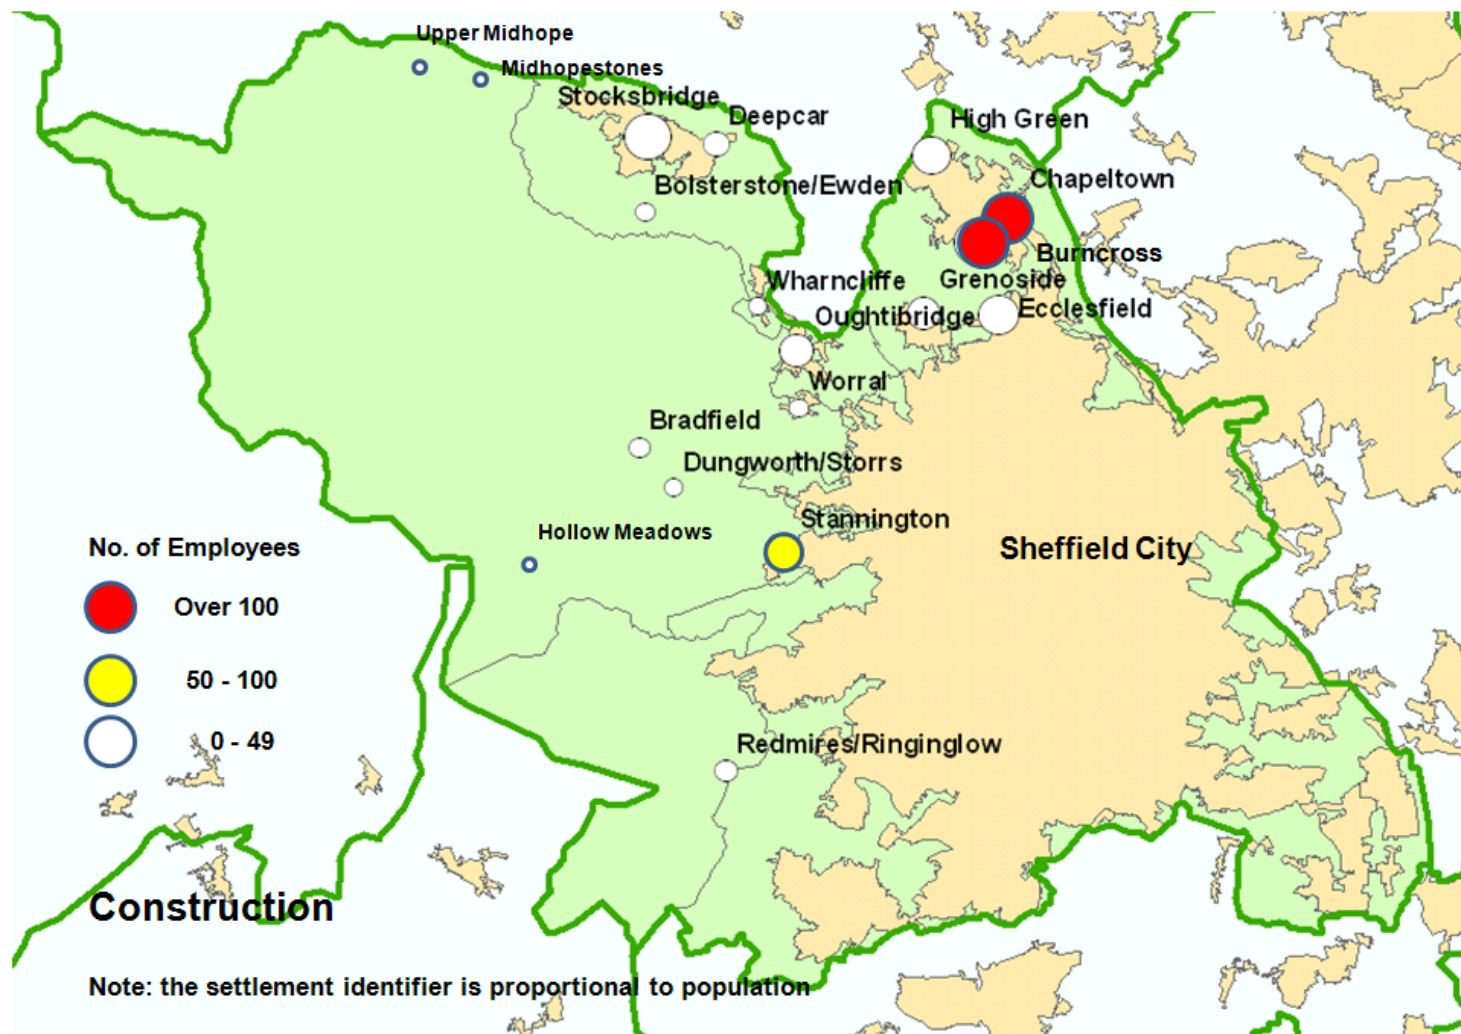 Upper Midhope
Midhopestones
Stocksbridge
Deepcar
High Green
Bolsterstone/Ewden
Chapeltown
Burncross
Wharncliffe
Grenoside
Oughtibridge
Ecclesfield
Worral
Bradfield
Dungworth/Storrs
Stannington
Hollow Meadows
Sheffield City
No. of Employees
Over 100
50 - 100
0 - 49
Redmires/Ringinglow
Construction
Note: the settlement identifier is proportional to population